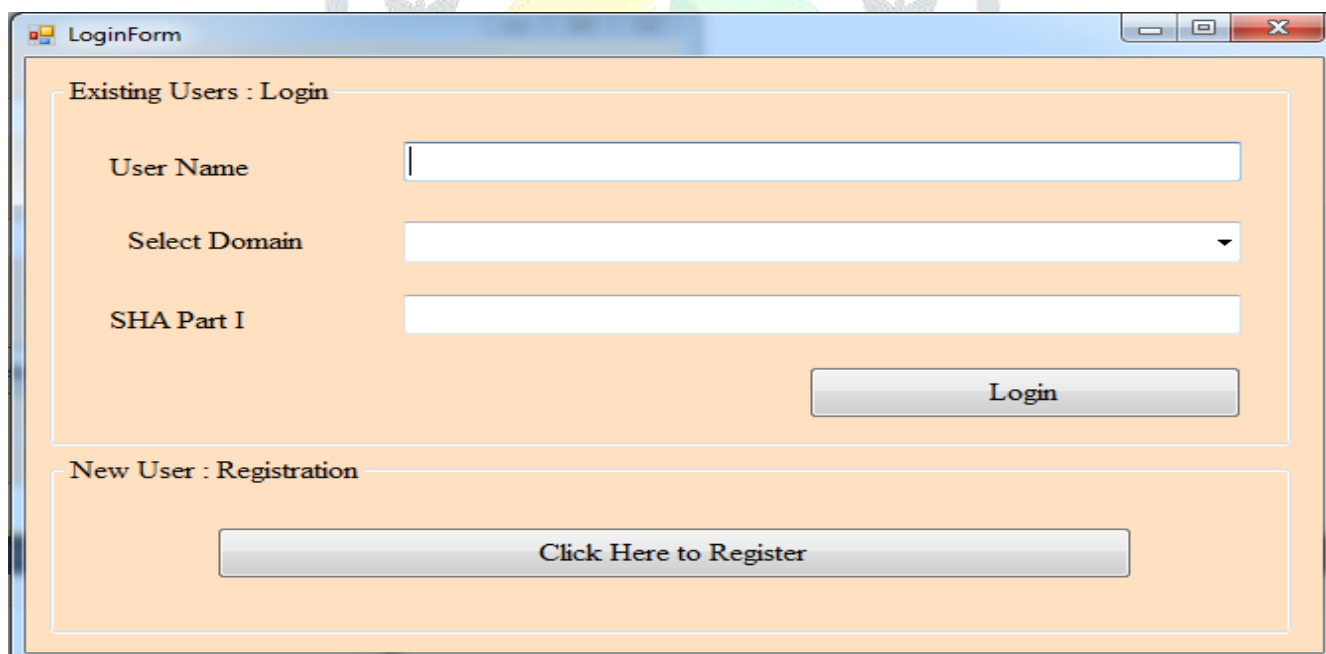 LoginForm
Existing Users : Login
User Name
Select Domain
SHA Part I
Login
New User : Registration
Click Here to Register